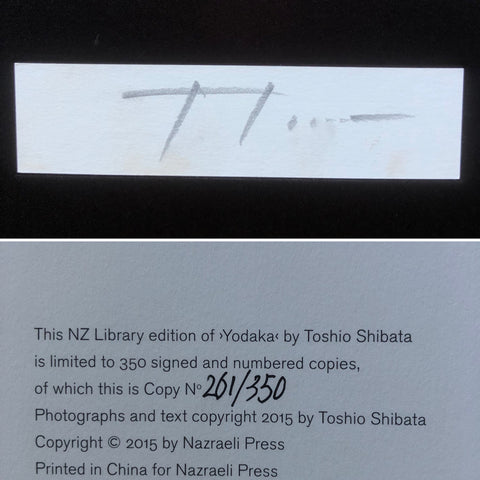 This NZ Library edition of ›Yodaka‹ by Toshio Shibata
is limited to 350 signed and numbered copies,
of which this is Copy Nº 261/350
Photographs and text copyright 2015 by Toshio Shibata
Copyright © 2015 by Nazraeli Press
Printed in China for Nazraeli Press